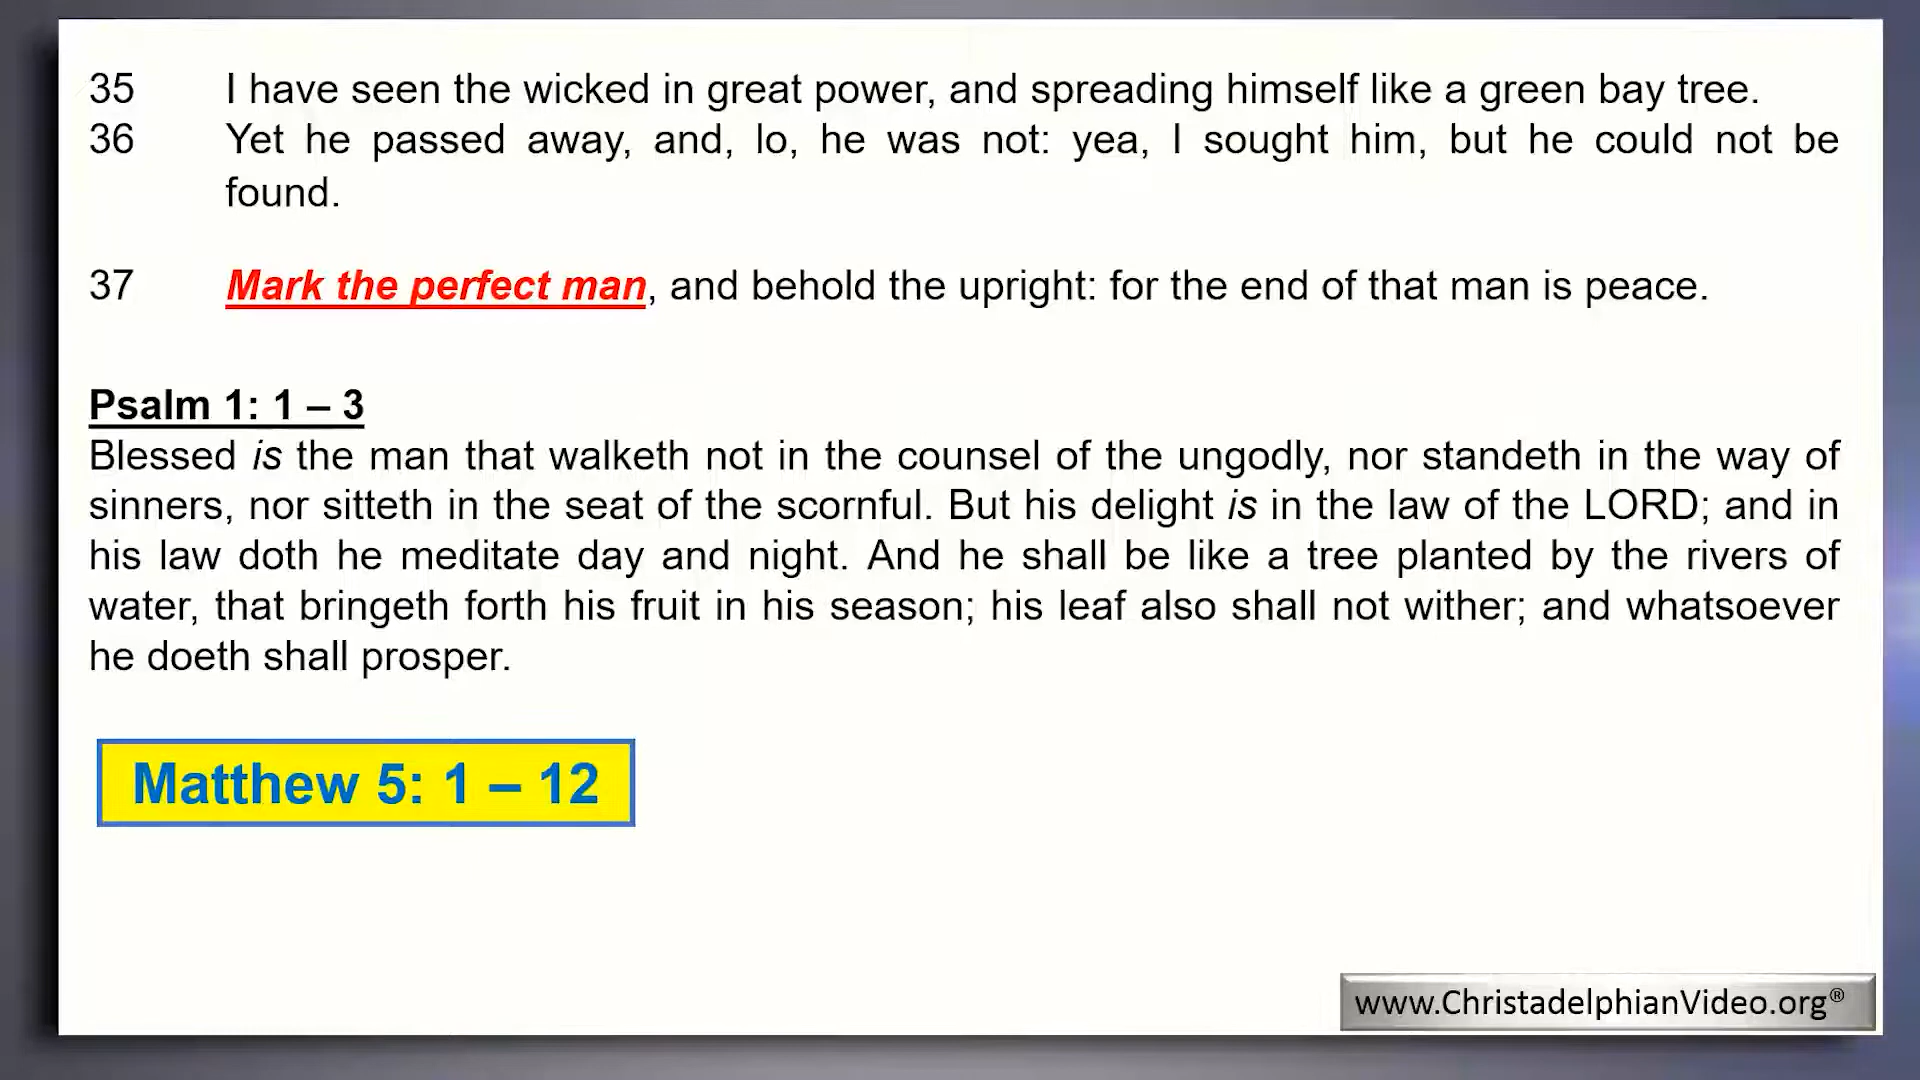 35 I have seen the wicked in great power, and spreading himself like a green bay tree.
36 Yet he passed away, and, lo, he was not: yea, I sought him, but he could not be
found.
37 Mark the perfect man, and behold the upright: for the end of that man is peace.
Psalm 1: 1 – 3
Blessed is the man that walketh not in the counsel of the ungodly, nor standeth in the way of
sinners, nor sitteth in the seat of the scornful. But his delight is in the law of the LORD; and in
his law doth he meditate day and night. And he shall be like a tree planted by the rivers of
water, that bringeth forth his fruit in his season; his leaf also shall not wither; and whatsoever
he doeth shall prosper.
Matthew 5: 1 – 12
www.ChristadelphianVideo.org®